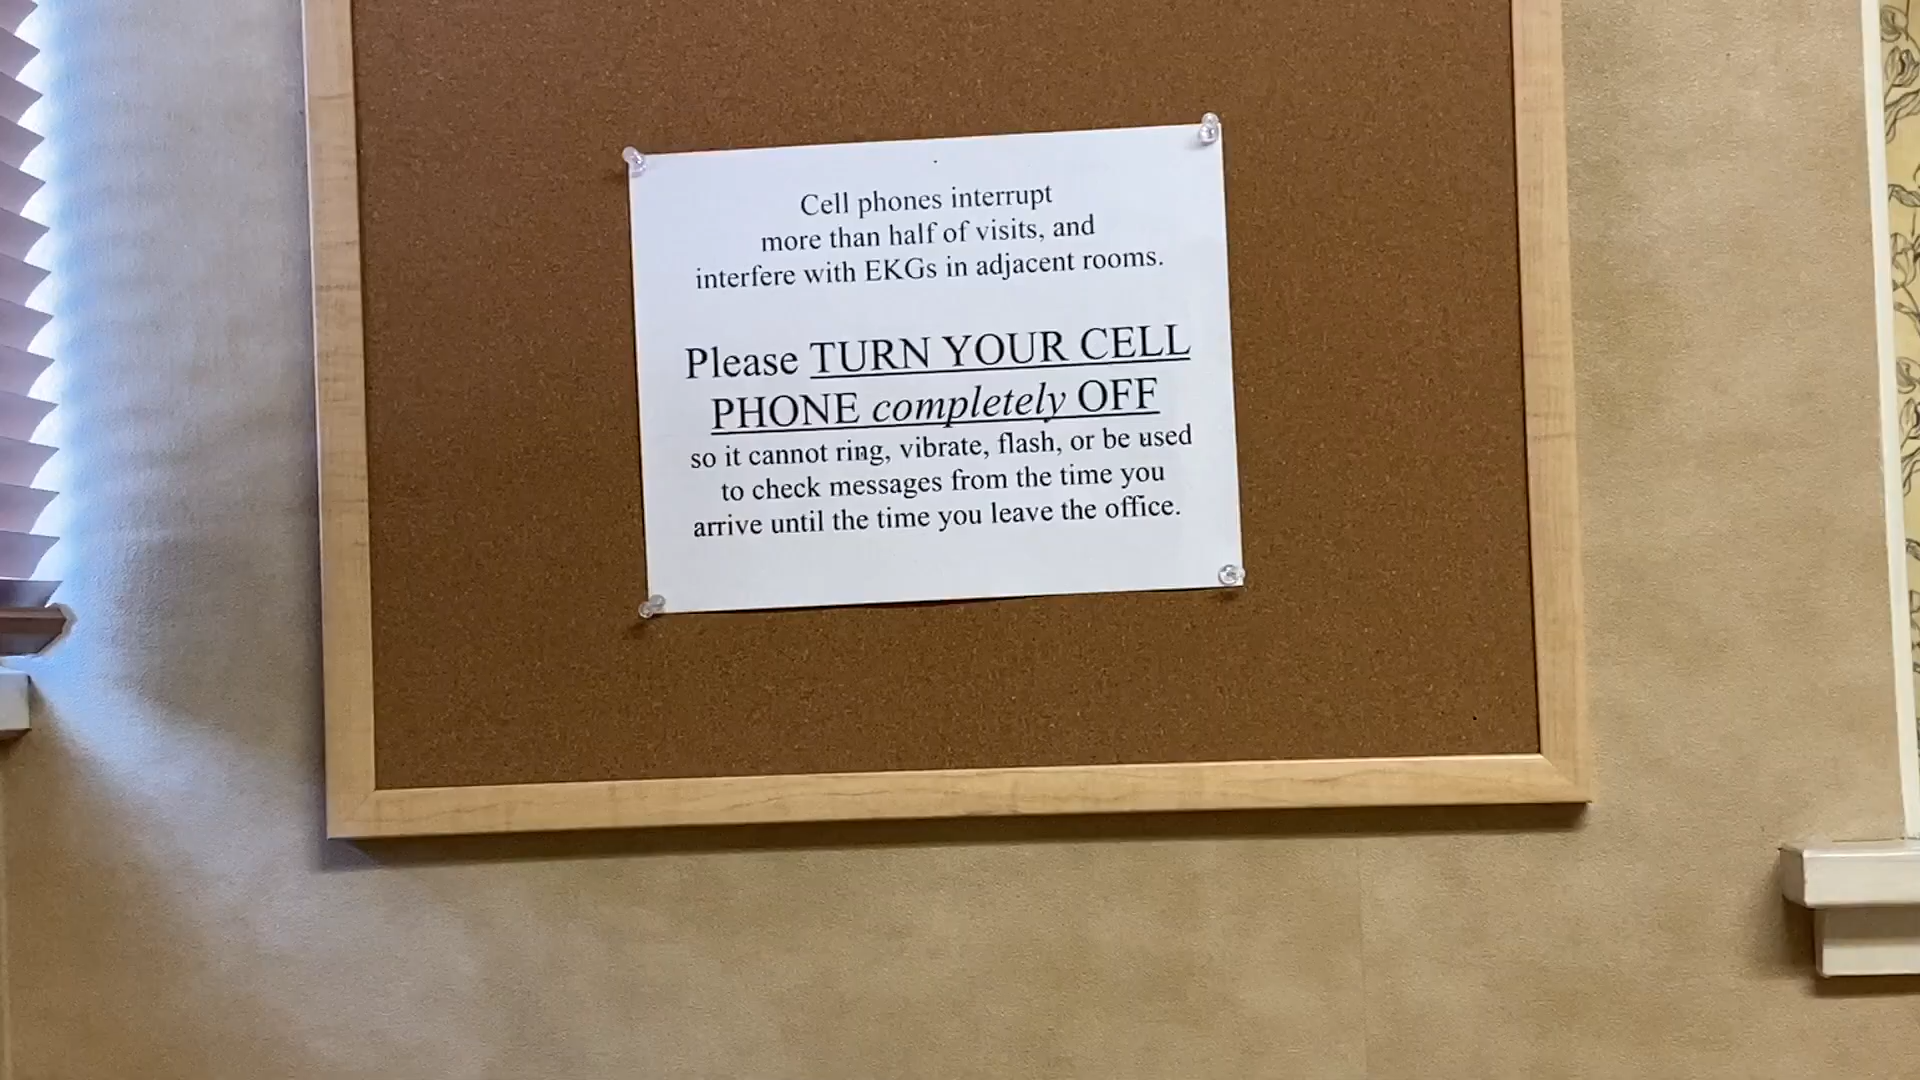 Cell phones interrupt
more than half of visits, and
interfere with EKGs in adjacent rooms.
Please TURN YOUR CELL
PHONE completely OFF
so it cannot ring, vibrate, flash, or be used
to check messages from the time you
arrive until the time you leave the office.